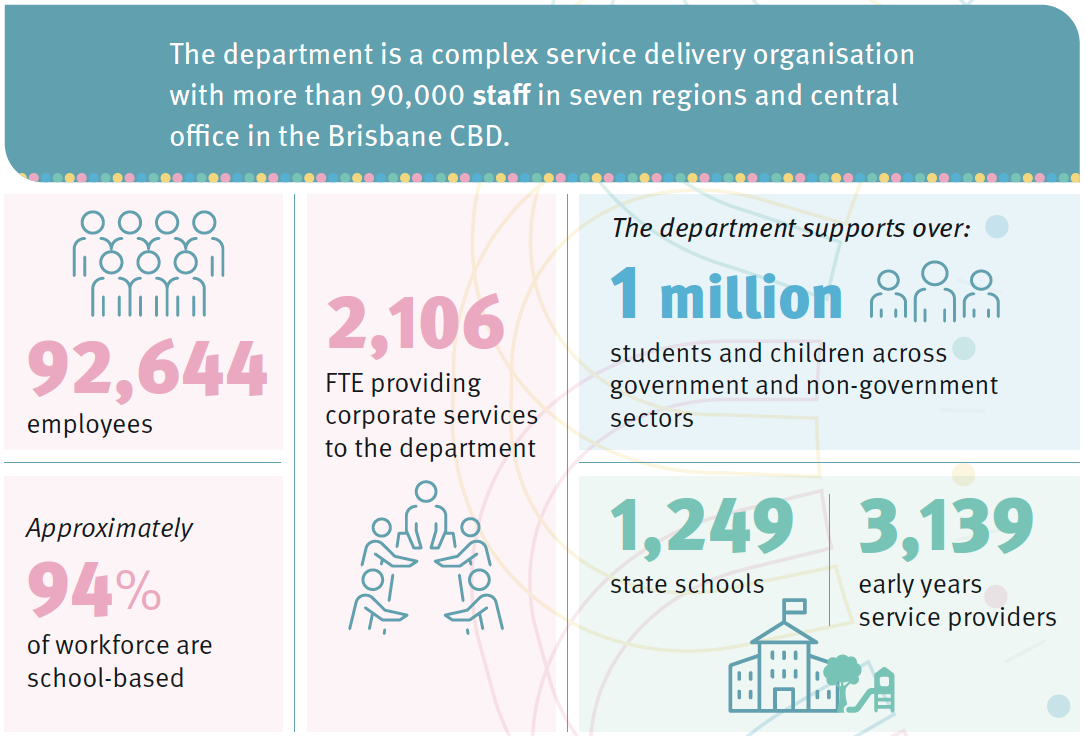 The department is a complex service delivery organisation
with more than 90,000 staff in seven regions and central
office in the Brisbane CBD.
92,644
employees
Approximately
94%
of workforce are
school-based
2,106
FTE providing
corporate services
to the department
The department supports over:
1 million
students and children across
government and non-government
sectors
1,249
state schools
3,139
early years
service providers